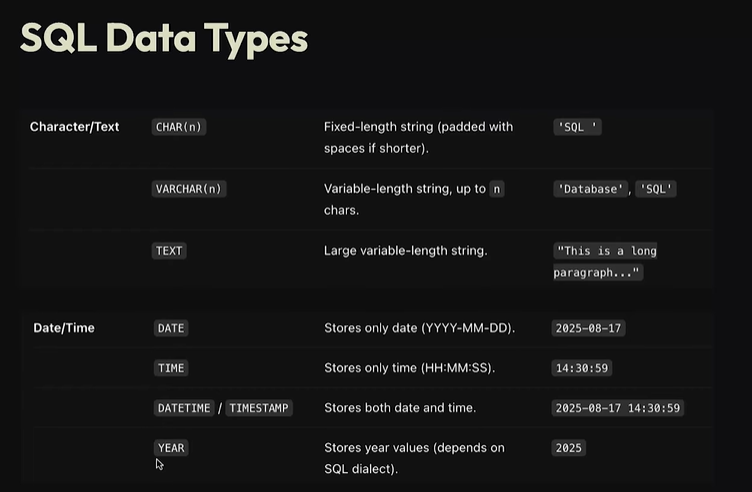 SQL Data Types
Character/Text CHAR(n) Fixed-length string (padded with 'SQL '
spaces if shorter).
VARCHAR(n) Variable-length string, up to n 'Database', 'SQL'
chars.
TEXT Large variable-length string. "This is a long
paragraph..."
Date/Time DATE Stores only date (YYYY-MM-DD). 2025-08-17
TIME Stores only time (HH:MM:SS). 14:30:59
DATETIME / TIMESTAMP Stores both date and time. 2025-08-17 14:30:59
YEAR Stores year values (depends on 2025
SQL dialect).